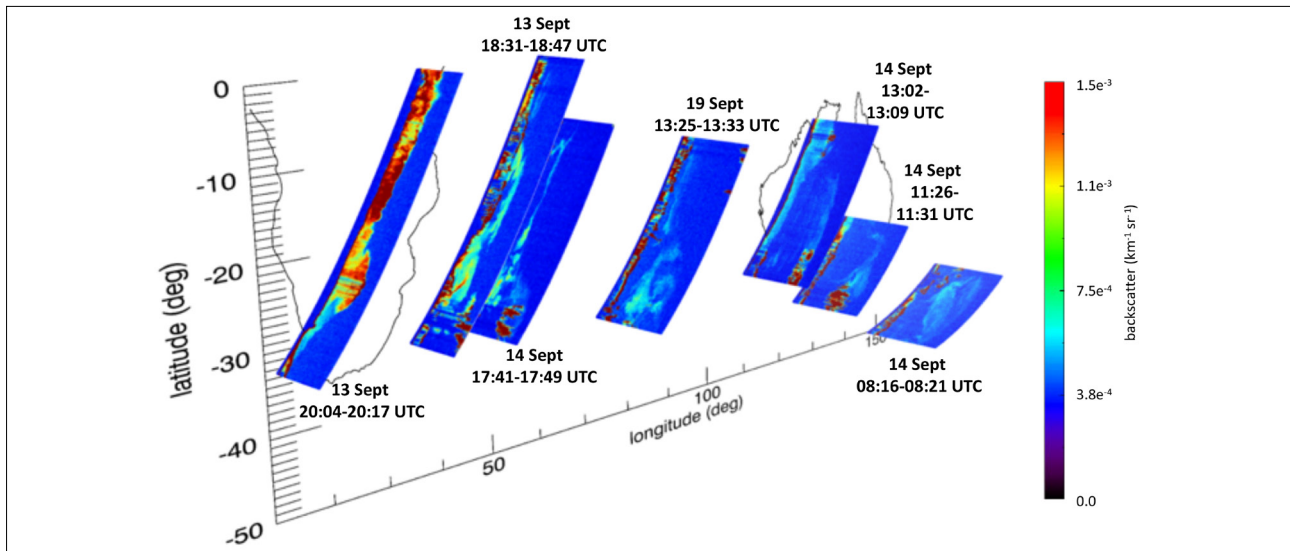 13 Sept
18:31-18:47 UTC
14 Sept
13:02-
13:09 UTC
19 Sept
13:25-13:33 UTC
14 Sept
11:26-
11:31 UTC
0
-10
-20
-30
-40
-50
latitude (deg)
13 Sept
20:04-20:17 UTC
14 Sept
17:41-17:49 UTC
14 Sept
08:16-08:21 UTC
50
100
150
longitude (deg)
1.5e-3
1.1e-3
7.5e-4
3.8e-4
0.0
backscatter (km-1 sr-1)